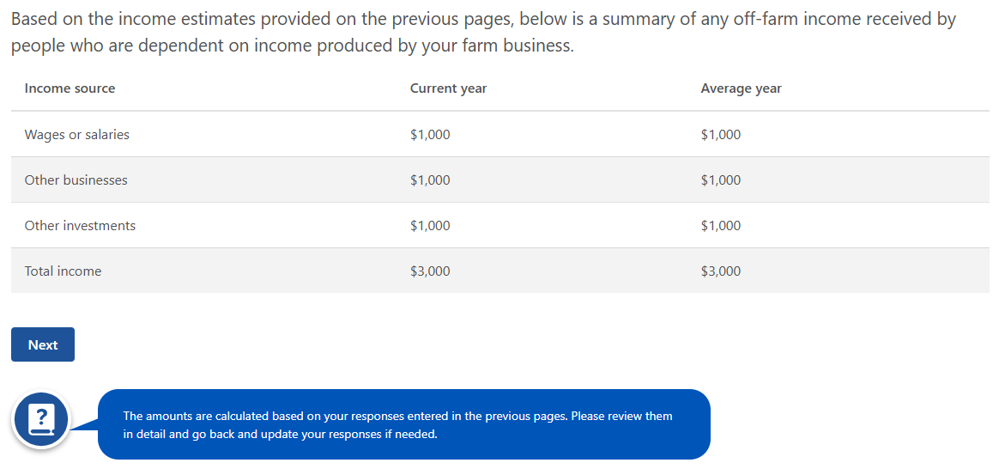 Based on the income estimates provided on the previous pages, below is a summary of any off-farm income received by
people who are dependent on income produced by your farm business.
Income source Current year Average year
Wages or salaries $1,000 $1,000
Other businesses $1,000 $1,000
Other investments $1,000 $1,000
Total income $3,000 $3,000
Next
?
The amounts are calculated based on your responses entered in the previous pages. Please review them
in detail and go back and update your responses if needed.